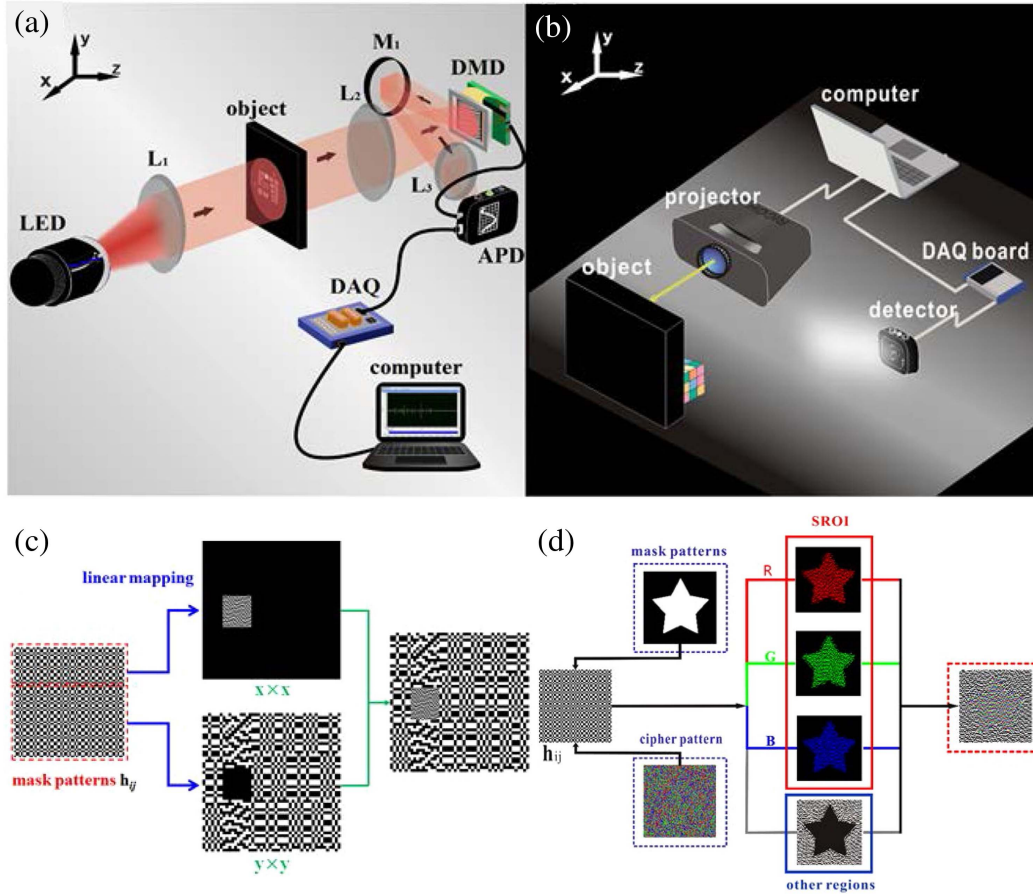 (a)
y
x
z
LED
L1
object
L2
M1
DMD
L3
APD
DAQ
computer
(b)
y
x
z
computer
projector
object
DAQ board
detector
(c)
linear mapping
x×x
mask patterns hij
y×y
(d)
SROI
mask patterns
R
G
B
hij
cipher pattern
other regions